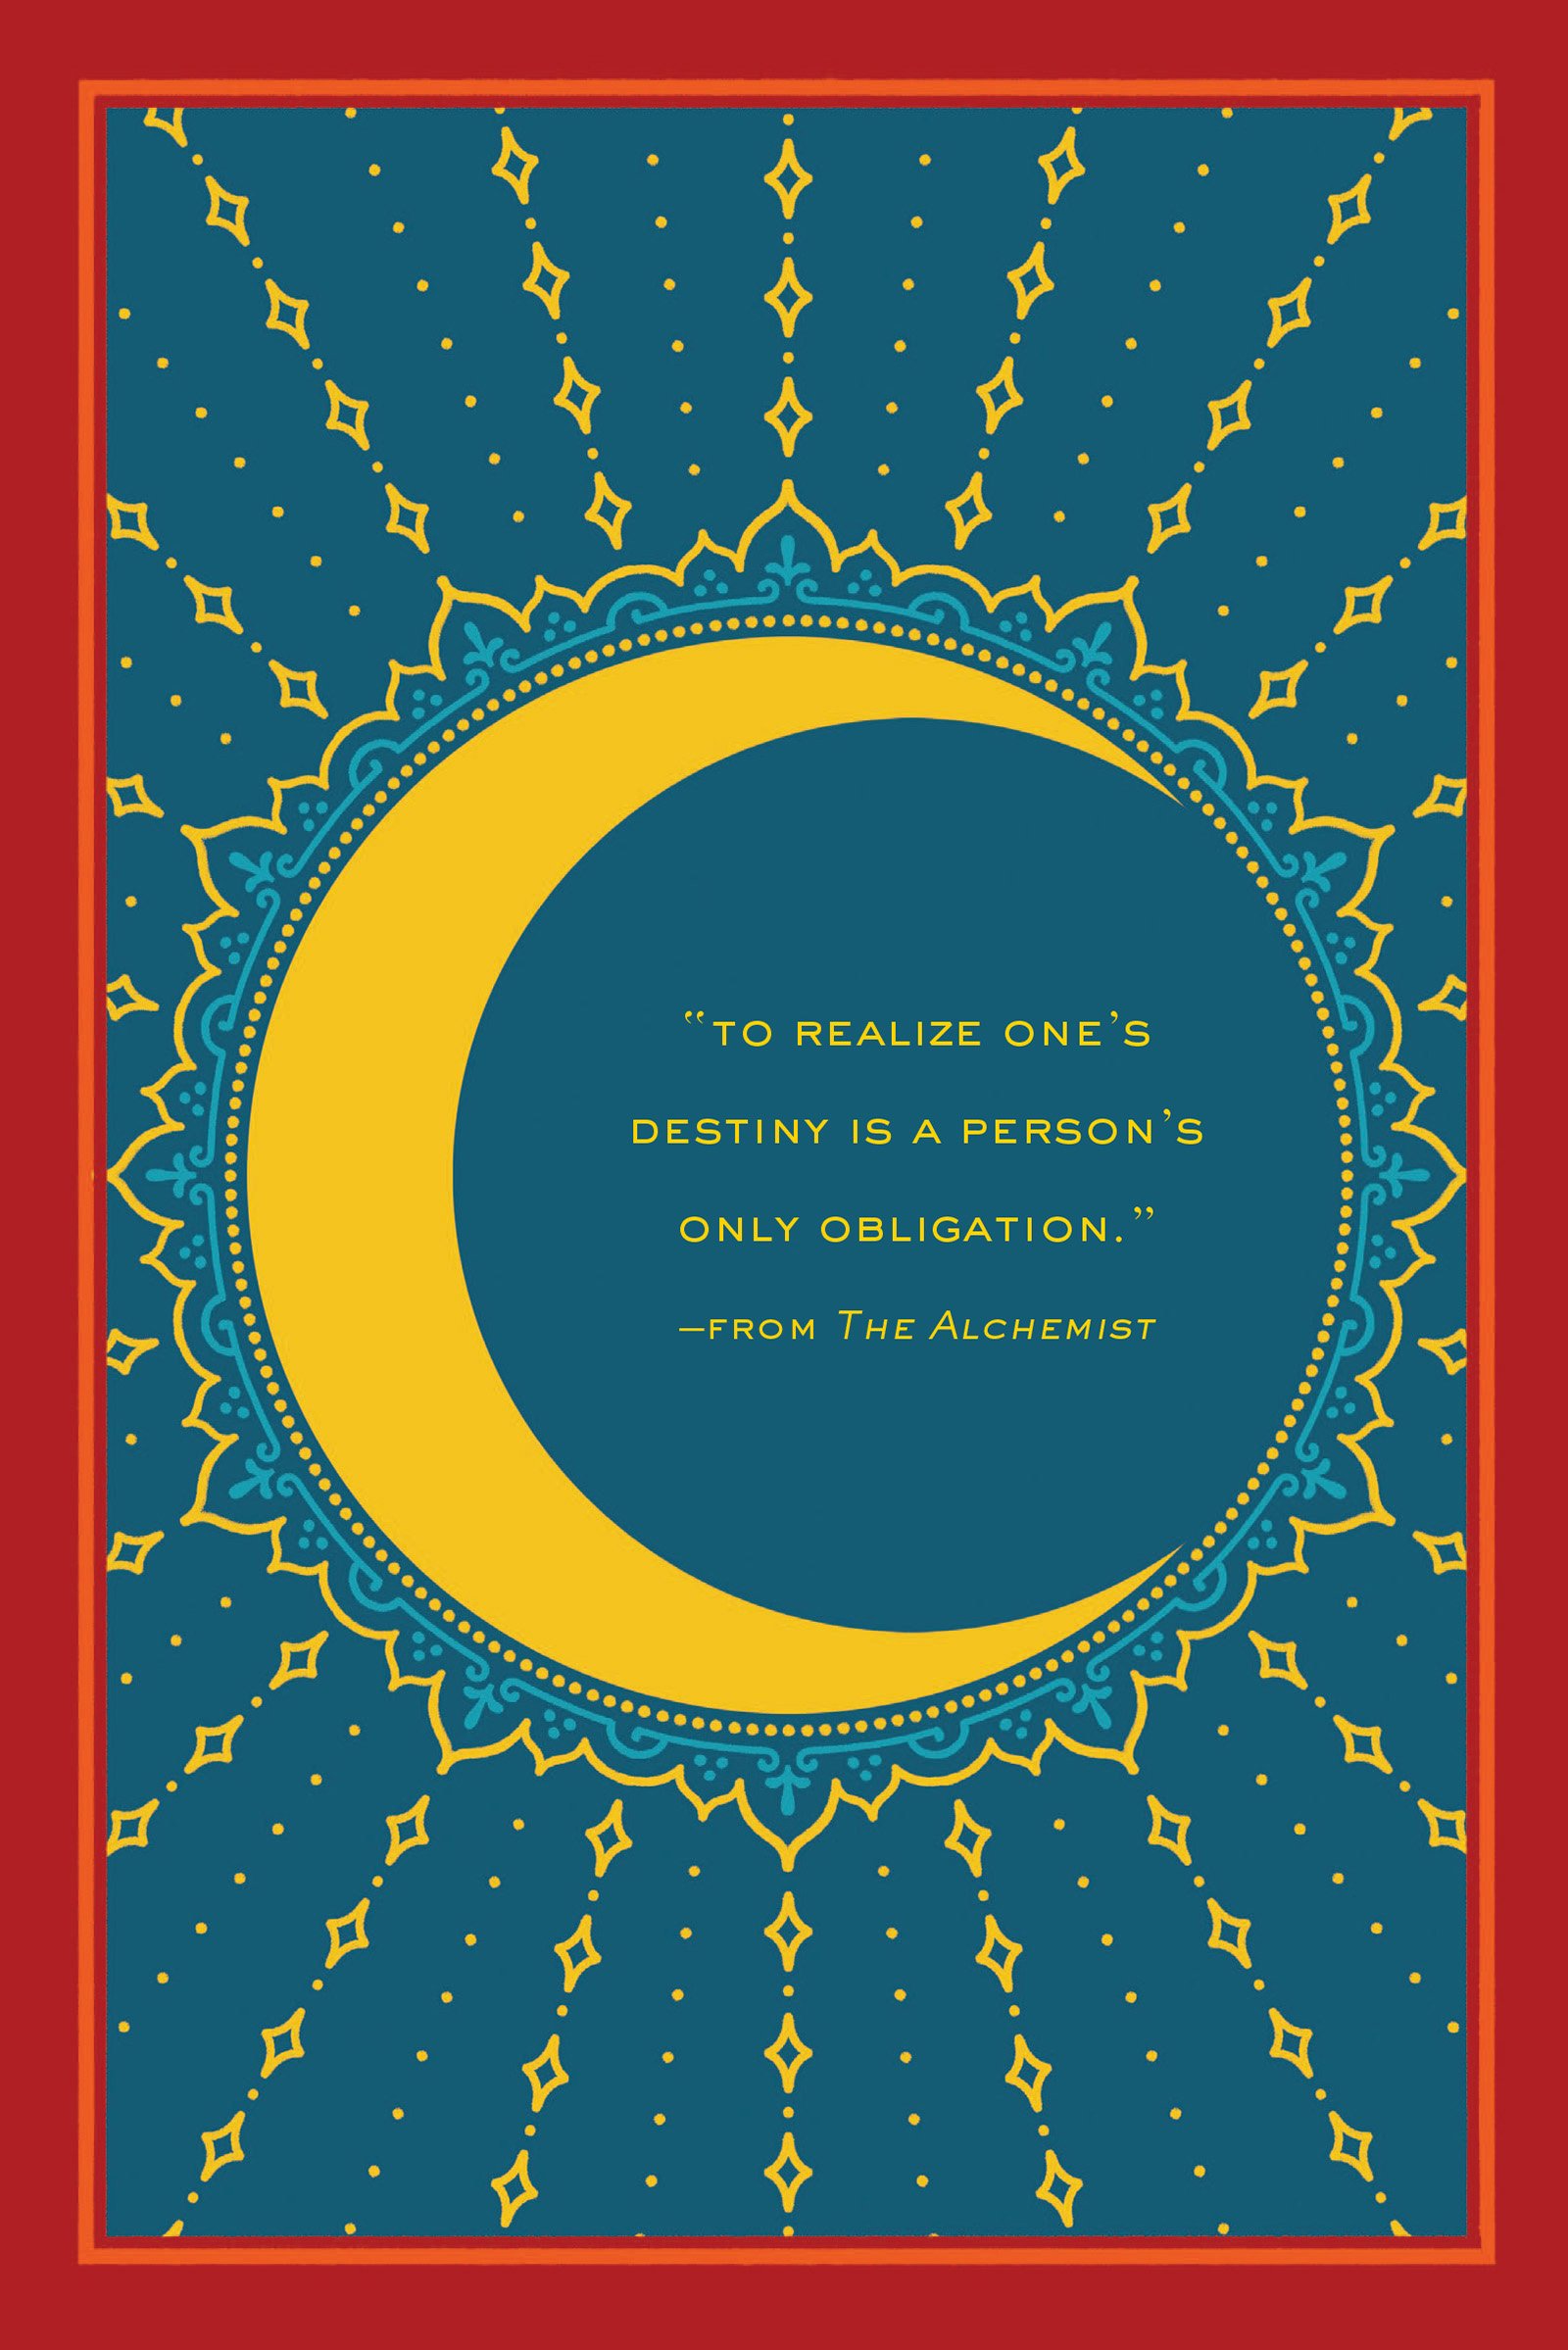 “TO REALIZE ONE’S
DESTINY IS A PERSON’S
ONLY OBLIGATION.”
—FROM THE ALCHEMIST